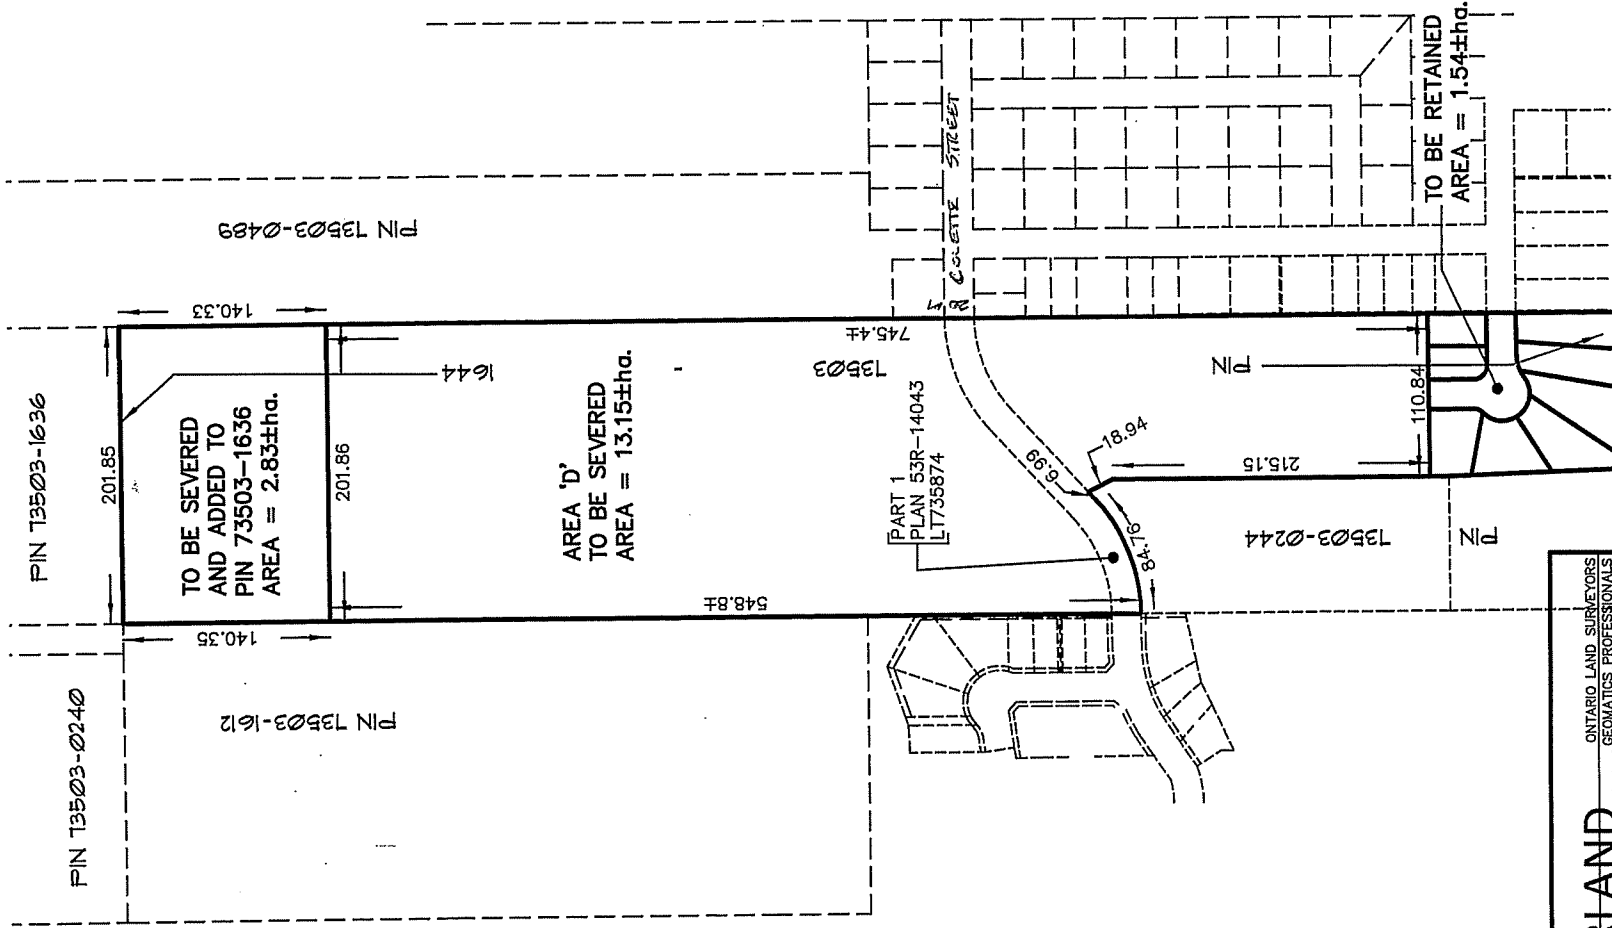 PIN 73503-1636
201.85
140.33
TO BE SEVERED
AND ADDED TO
PIN 73503-1636
AREA = 2.83±ha.
1644
140.35
201.86
PIN 73503-0489
PIN 73503-0240
PIN 73503-1612
AREA 'D'
TO BE SEVERED
AREA = 13.15±ha.
745.4±
73503
PIN
548.8±
COLETTE STREET
PART 1
PLAN 53R-14043
LT735874
6.99
18.94
84.76
215.15
110.84
73503-0244
PIN
TO BE RETAINED
AREA = 1.54±ha.
ONTARIO LAND SURVEYORS
GEOMATICS PROFESSIONALS
LAND